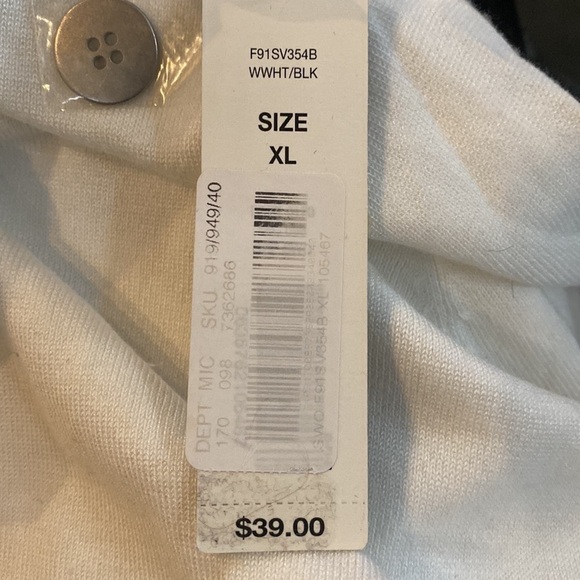 F91SV354B
WWHT/BLK
SIZE
XL
DEPT MIC SKU 919/949/40
170 098 7362686
$39.00